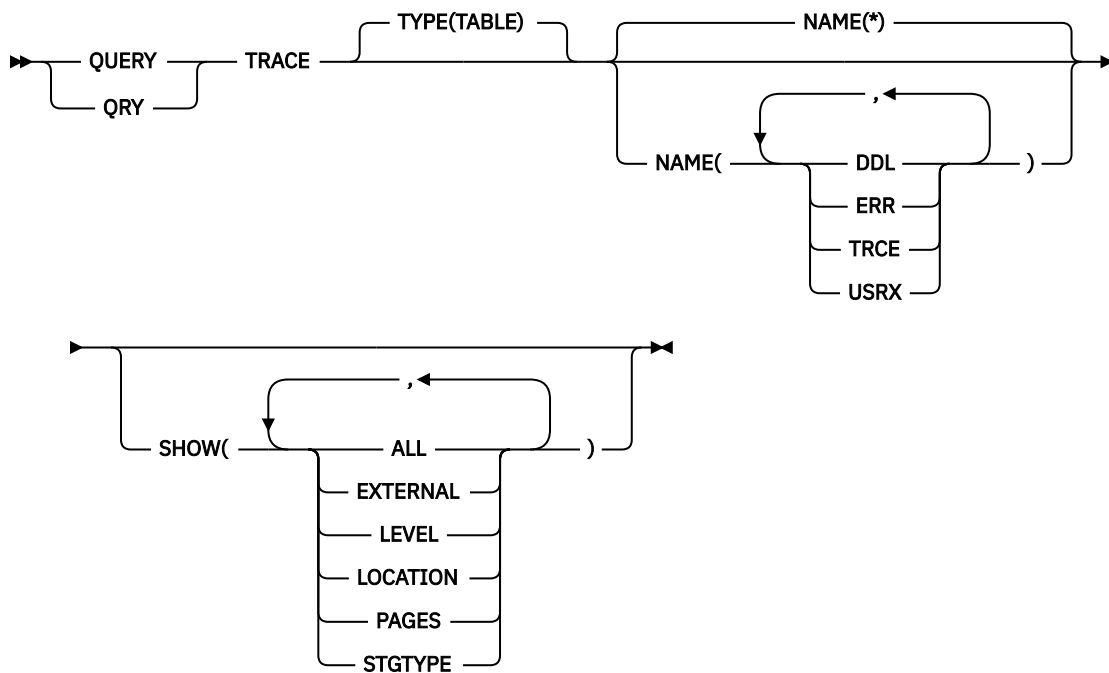 TYPE(TABLE) NAME(*)
QUERY TRACE
QRY
,
NAME( DDL )
ERR
TRCE
USRX
,
SHOW( ALL )
EXTERNAL
LEVEL
LOCATION
PAGES
STGTYPE